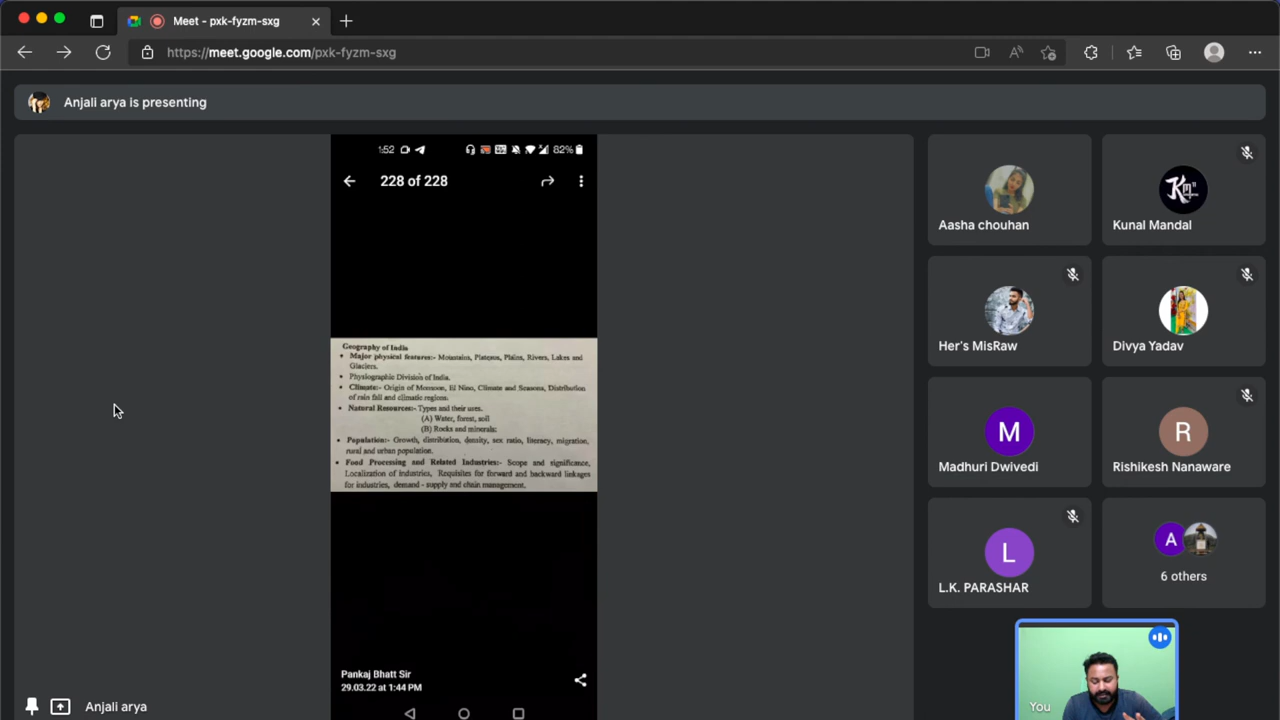 Meet - pxk-fyzm-sxg
https://meet.google.com/pxk-fyzm-sxg
Anjali arya is presenting
1:52
82%
228 of 228
Geography of India
• Major physical features:- Mountains, Plateaus, Plains, Rivers, Lakes and
Glaciers.
• Physiographic Division of India.
• Climate:- Origin of Monsoon, El Nino, Climate and Seasons, Distribution
of rain fall and climatic regions.
• Natural Resources:- Types and their uses.
(A) Water, forest, soil
(B) Rocks and minerals:
• Population:- Growth, distribution, density, sex ratio, literacy, migration,
rural and urban population.
• Food Processing and Related Industries:- Scope and significance,
Localization of industries, Requisites for forward and backward linkages
for industries, demand - supply and chain management.
Pankaj Bhatt Sir
29.03.22 at 1:44 PM
Anjali arya
Aasha chouhan
Kunal Mandal
Her's MisRaw
Divya Yadav
M
Madhuri Dwivedi
R
Rishikesh Nanaware
L
L.K. PARASHAR
A
6 others
You